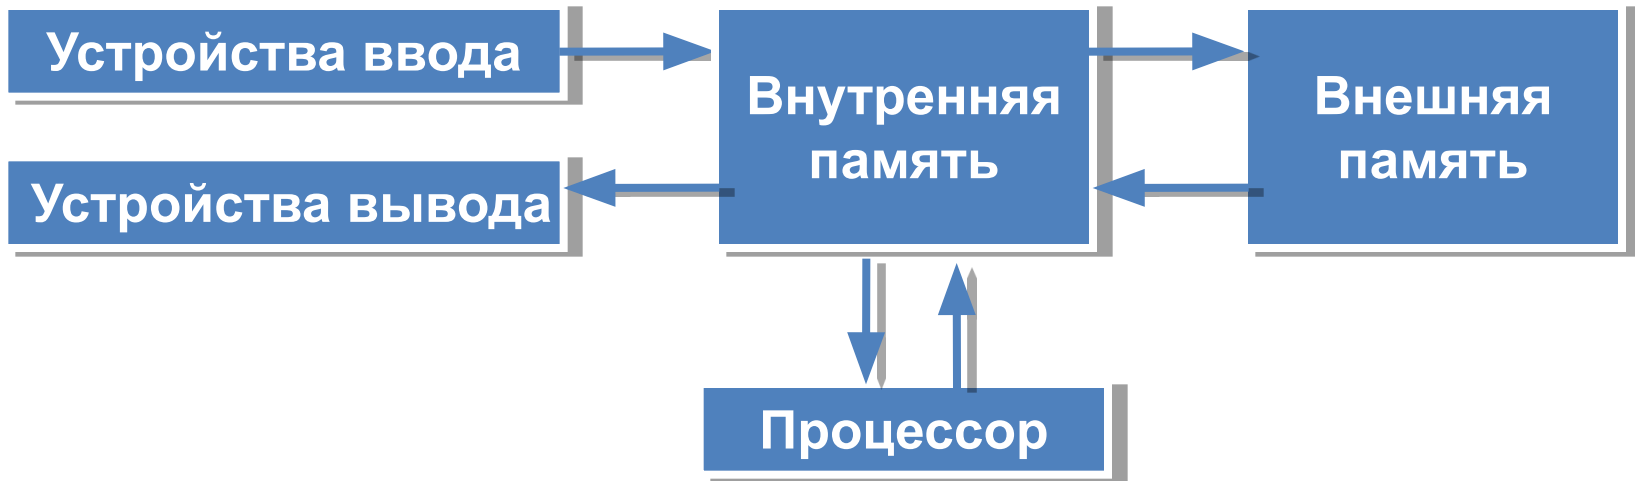 Устройства ввода
Устройства вывода
Внутренняя
память
Внешняя
память
Процессор